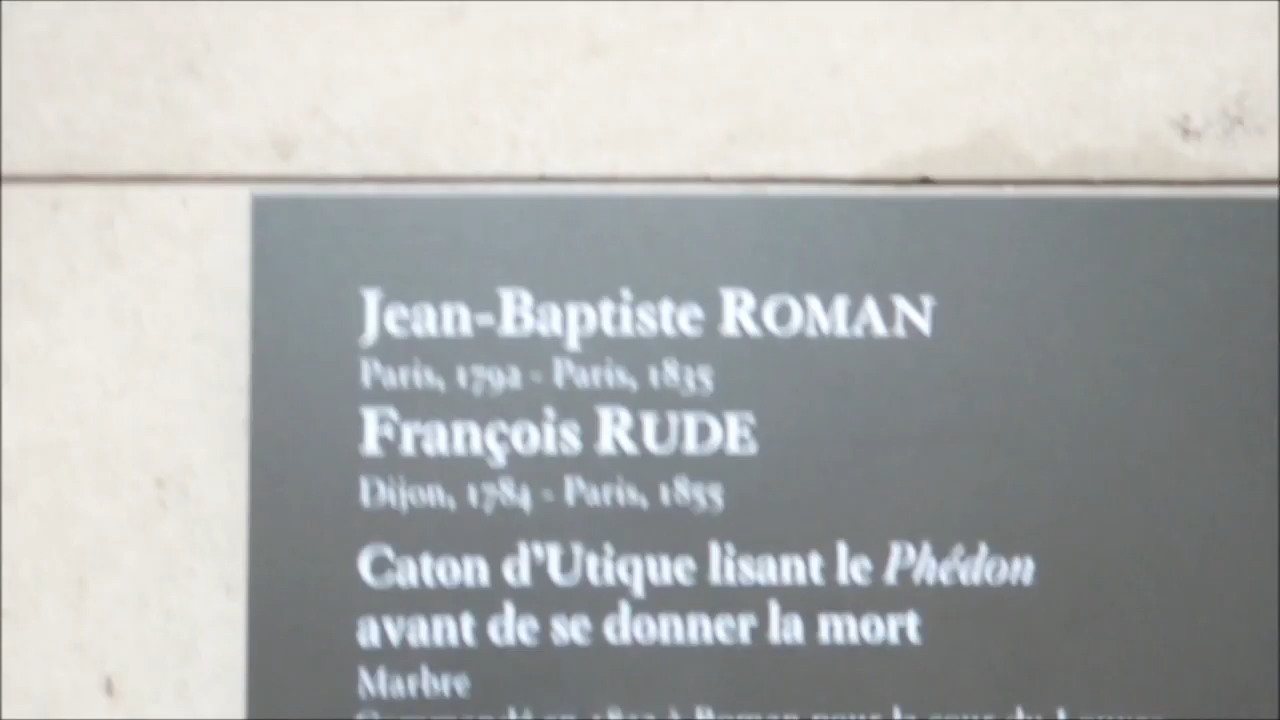 Jean-Baptiste ROMAN
Paris, 1792 - Paris, 1835
François RUDE
Dijon, 1784 - Paris, 1855
Caton d'Utique lisant le Phédon
avant de se donner la mort
Marbre